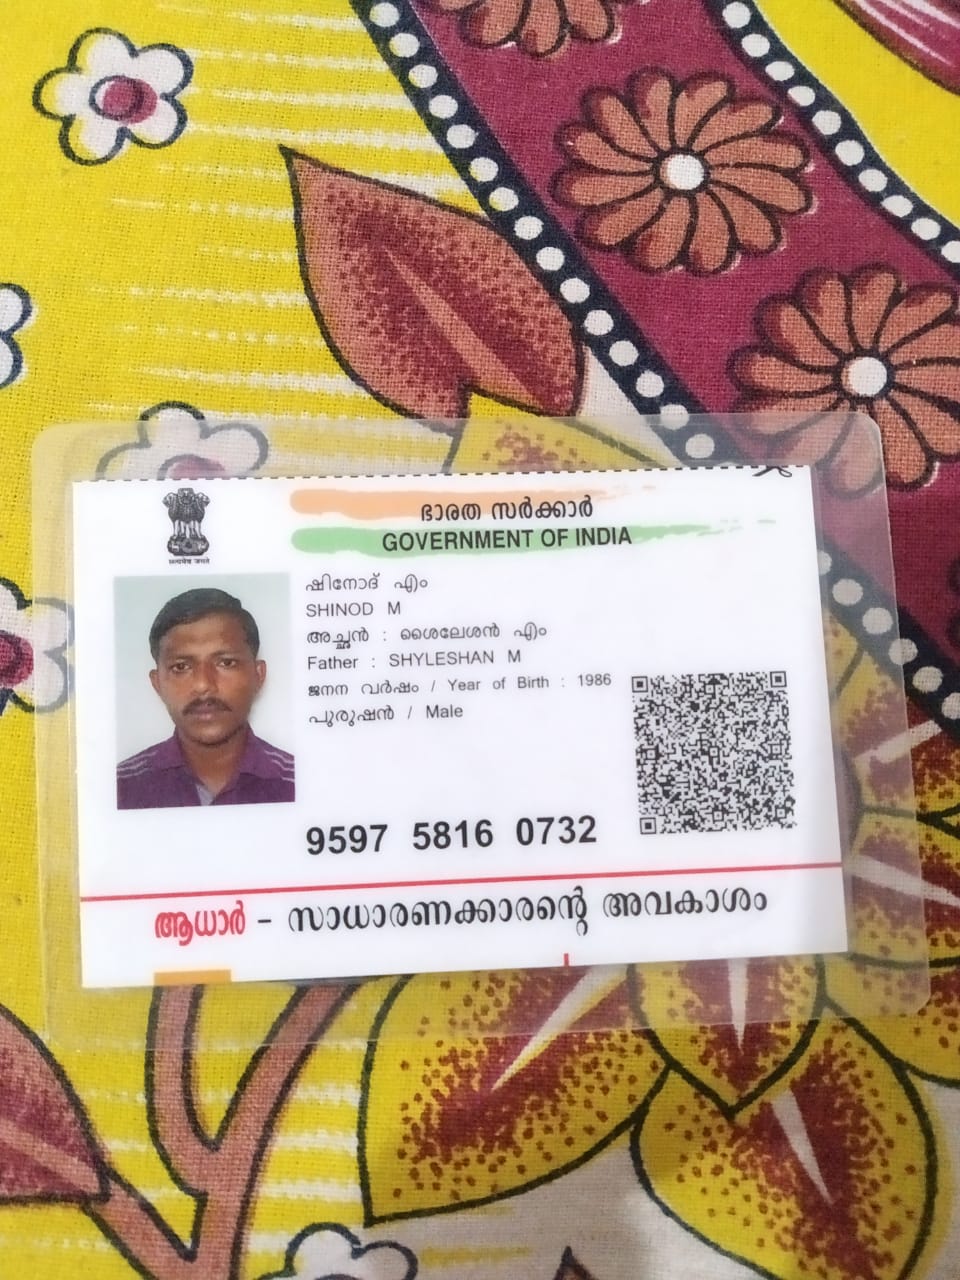 ഭാരത സർക്കാർ
GOVERNMENT OF INDIA
सत्यमेव जयते
ഷിനോദ് എം
SHINOD M
അച്ഛൻ : ശൈലേശൻ എം
Father : SHYLESHAN M
ജനന വർഷം / Year of Birth : 1986
പുരുഷൻ / Male
9597 5816 0732
ആധാർ - സാധാരണക്കാരന്റെ അവകാശം